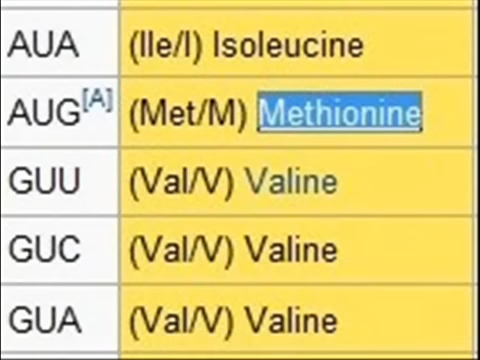 AUA (Ile/I) Isoleucine
AUG[A] (Met/M) Methionine
GUU (Val/V) Valine
GUC (Val/V) Valine
GUA (Val/V) Valine